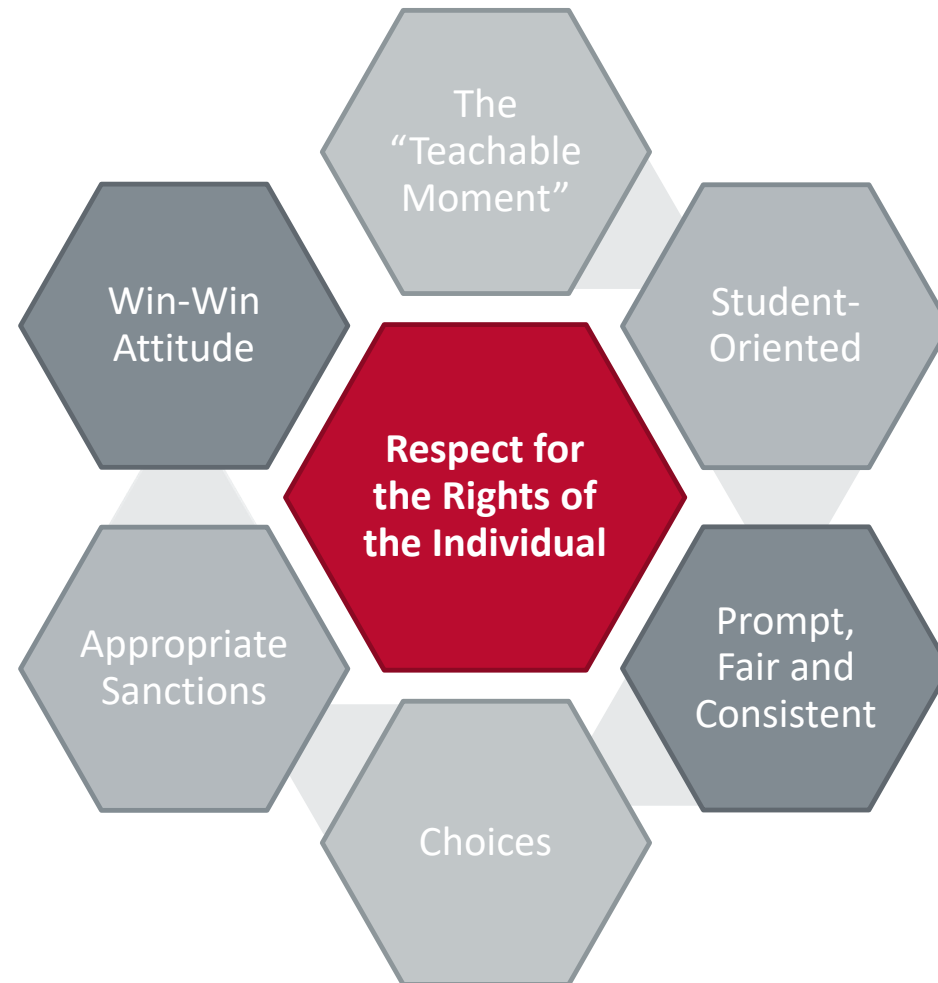 The
“Teachable
Moment”
Win-Win
Attitude
Student-
Oriented
Respect for
the Rights of
the Individual
Appropriate
Sanctions
Prompt,
Fair and
Consistent
Choices